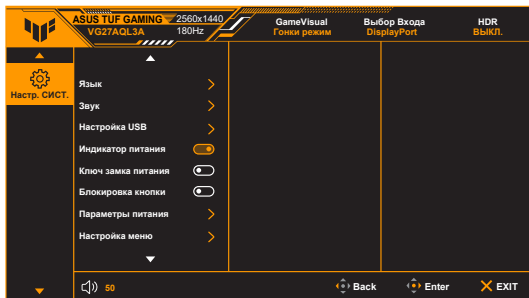 ASUS TUF GAMING 2560x1440
VG27AQL3A 180Hz
GameVisual
Гонки режим
Выбор Входа
DisplayPort
HDR
ВЫКЛ.
Настр. СИСТ.
Язык
Звук
Настройка USB
Индикатор питания
Ключ замка питания
Блокировка кнопки
Параметры питания
Настройка меню
50
Back
Enter
EXIT